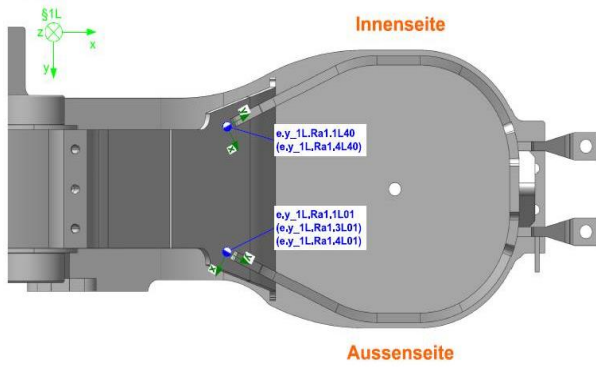 Innenseite
§1L
z
x
y
y
x
e,y_1L.Ra1.1L40
(e,y_1L,Ra1,4L40)
e,y_1L,Ra1,1L01
(e,y_1L,Ra1,3L01)
(e,y_1L,Ra1,4L01)
x
y
Aussenseite